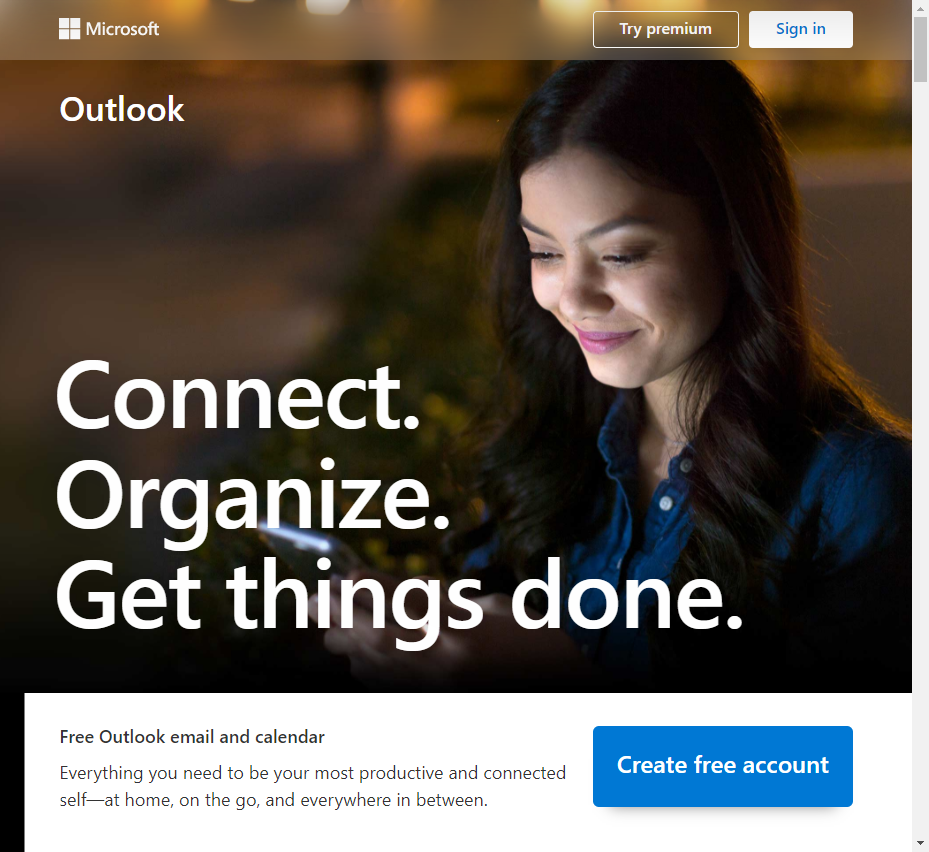 Microsoft
Try premium
Sign in
Outlook
Connect.
Organize.
Get things done.
Free Outlook email and calendar
Everything you need to be your most productive and connected
self—at home, on the go, and everywhere in between.
Create free account